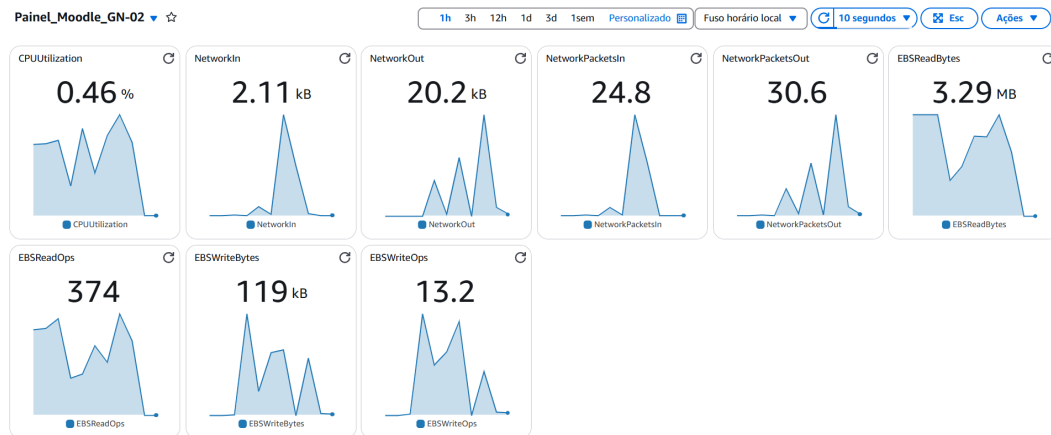 Painel_Moodle_GN-02
1h 3h 12h 1d 3d 1sem Personalizado
Fuso horário local
10 segundos
Esc
Ações
CPUUtilization
0.46 %
CPUUtilization
NetworkIn
2.11 kB
NetworkIn
NetworkOut
20.2 kB
NetworkOut
NetworkPacketsIn
24.8
NetworkPacketsIn
NetworkPacketsOut
30.6
NetworkPacketsOut
EBSReadBytes
3.29 MB
EBSReadBytes
EBSReadOps
374
EBSReadOps
EBSWriteBytes
119 kB
EBSWriteBytes
EBSWriteOps
13.2
EBSWriteOps